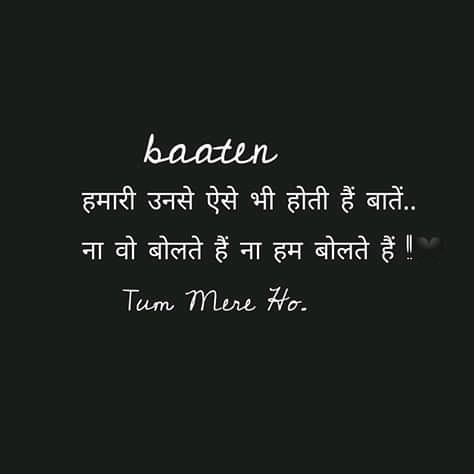 baaten
हमारी उनसे ऐसे भी होती हैं बातें..
ना वो बोलते हैं ना हम बोलते हैं !!🖤
Tum Mere Ho.